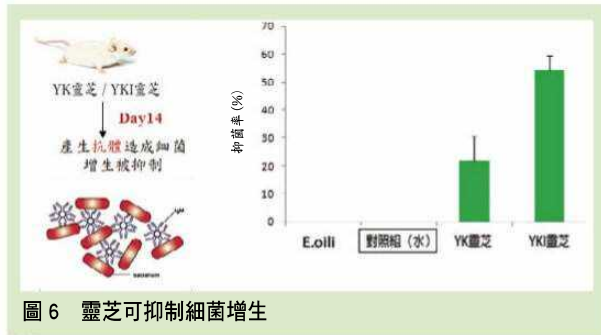 YK靈芝 / YKI靈芝
Day14
產生抗體造成細菌
增生被抑制
IgM
bacterium
抑菌率(%)
70
60
50
40
30
20
10
0
E.oili
對照組（水）
YK靈芝
YKI靈芝
圖 6 靈芝可抑制細菌增生